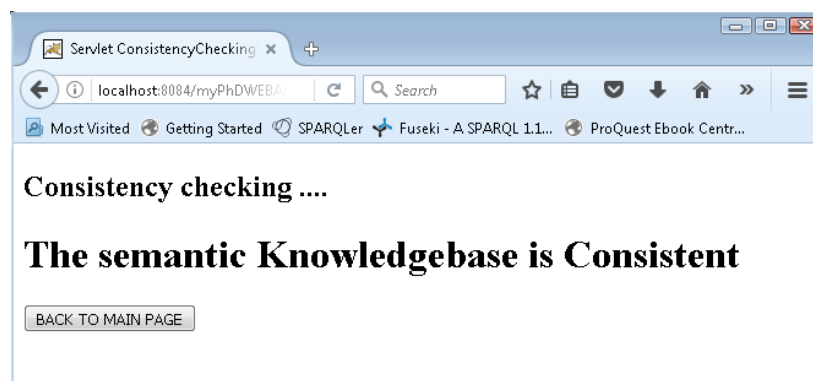 Servlet ConsistencyChecking
localhost:8084/myPhDWEBA
Search
Most Visited Getting Started SPARQLer Fuseki - A SPARQL 1.1... ProQuest Ebook Centr...
Consistency checking ....
The semantic Knowledgebase is Consistent
BACK TO MAIN PAGE